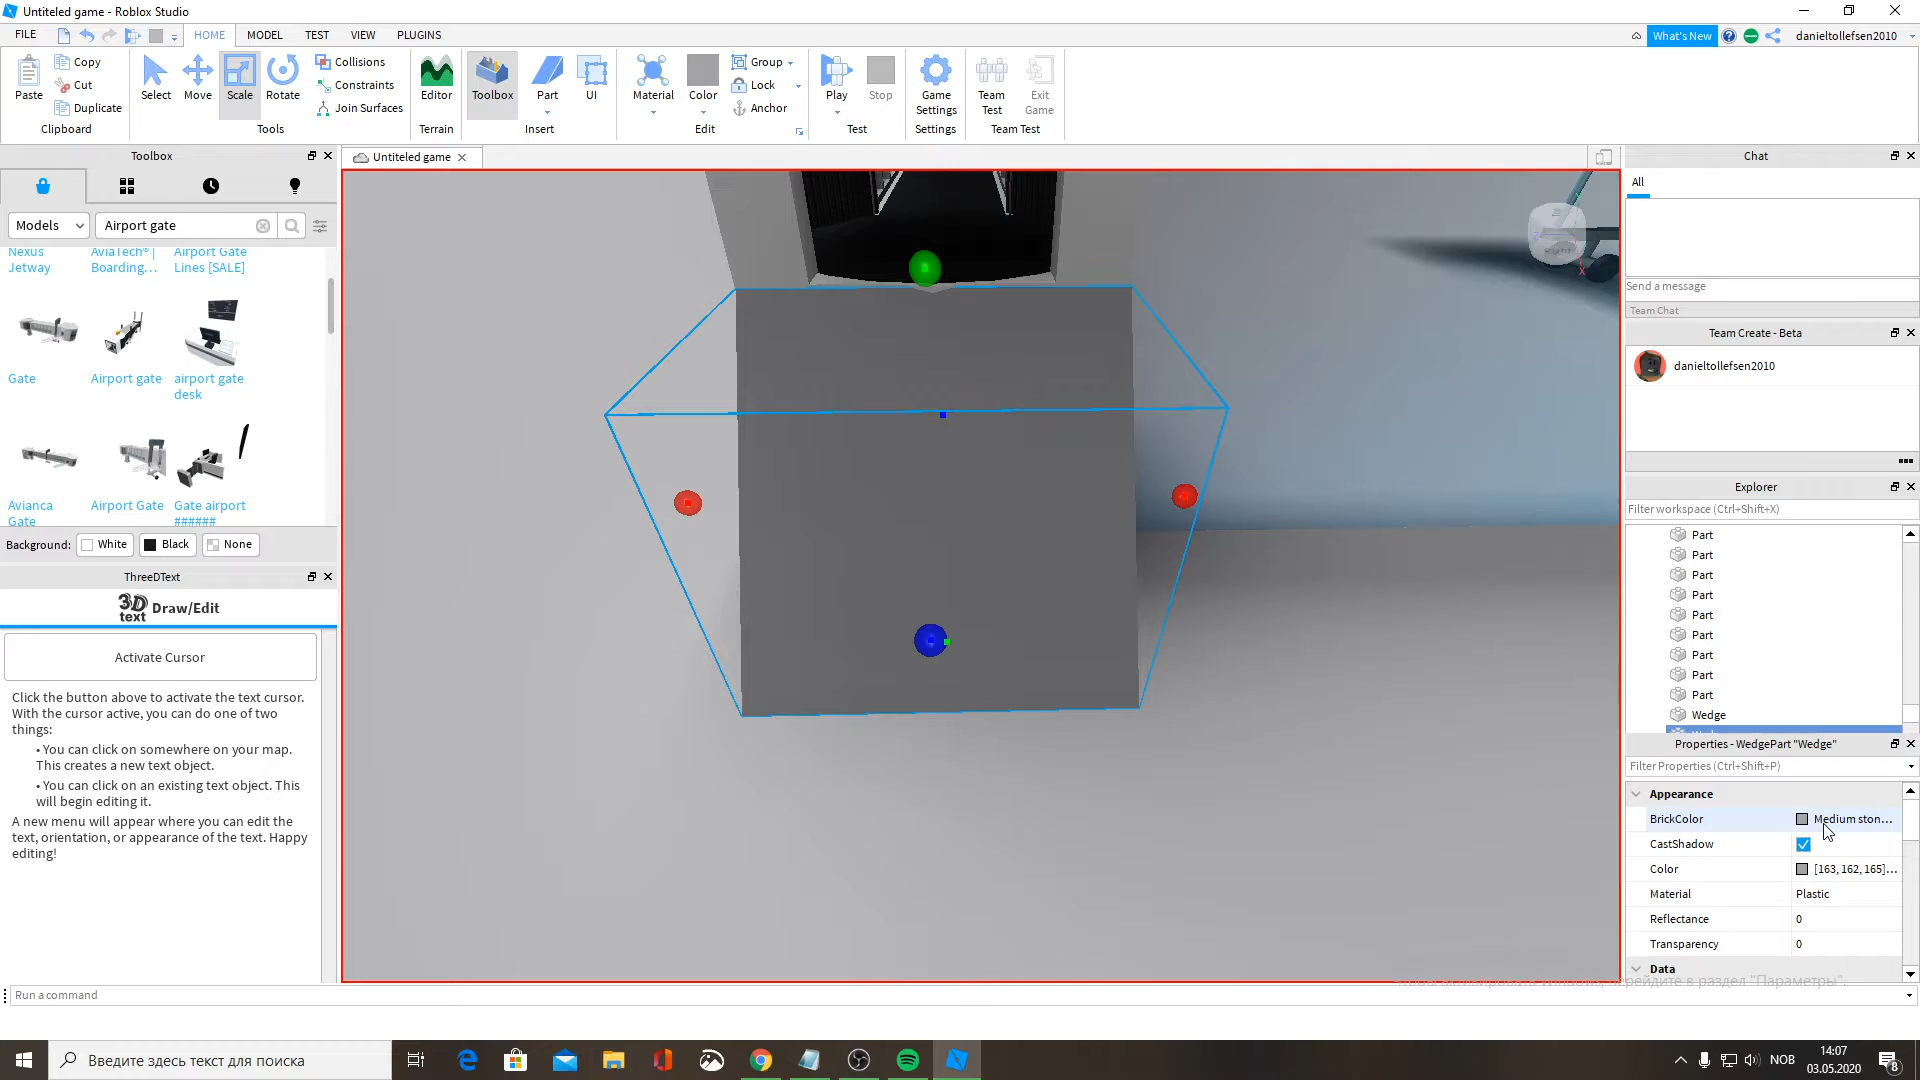 Untiteled game - Roblox Studio
FILE
HOME
MODEL
TEST
VIEW
PLUGINS
What's New
danieltollefsen2010
Paste
Copy
Cut
Duplicate
Clipboard
Select
Move
Scale
Rotate
Collisions
Constraints
Join Surfaces
Tools
Editor
Terrain
Toolbox
Part
UI
Insert
Material
Color
Group
Lock
Anchor
Edit
Play
Stop
Test
Game
Settings
Settings
Team
Test
Exit
Game
Team Test
Toolbox
Models
Airport gate
Nexus
Jetway
AviaTech® |
Boarding...
Airport Gate
Lines [SALE]
Gate
Airport gate
airport gate
desk
Avianca
Gate
Airport Gate
Gate airport
######
Background:
White
Black
None
ThreeDText
3D
text
Draw/Edit
Activate Cursor
Click the button above to activate the text cursor.
With the cursor active, you can do one of two
things:
• You can click on somewhere on your map.
This creates a new text object.
• You can click on an existing text object. This
will begin editing it.
A new menu will appear where you can edit the
text, orientation, or appearance of the text. Happy
editing!
Untiteled game
Chat
All
Send a message
Team Chat
Team Create - Beta
danieltollefsen2010
Explorer
Filter workspace (Ctrl+Shift+X)
Part
Part
Part
Part
Part
Part
Part
Part
Part
Wedge
Properties - WedgePart "Wedge"
Filter Properties (Ctrl+Shift+P)
Appearance
BrickColor
Medium ston...
CastShadow
Color
[163, 162, 165]...
Material
Plastic
Reflectance
0
Transparency
0
Data
перейдите в раздел "Параметры".
Run a command
Введите здесь текст для поиска
NOB
14:07
03.05.2020
8